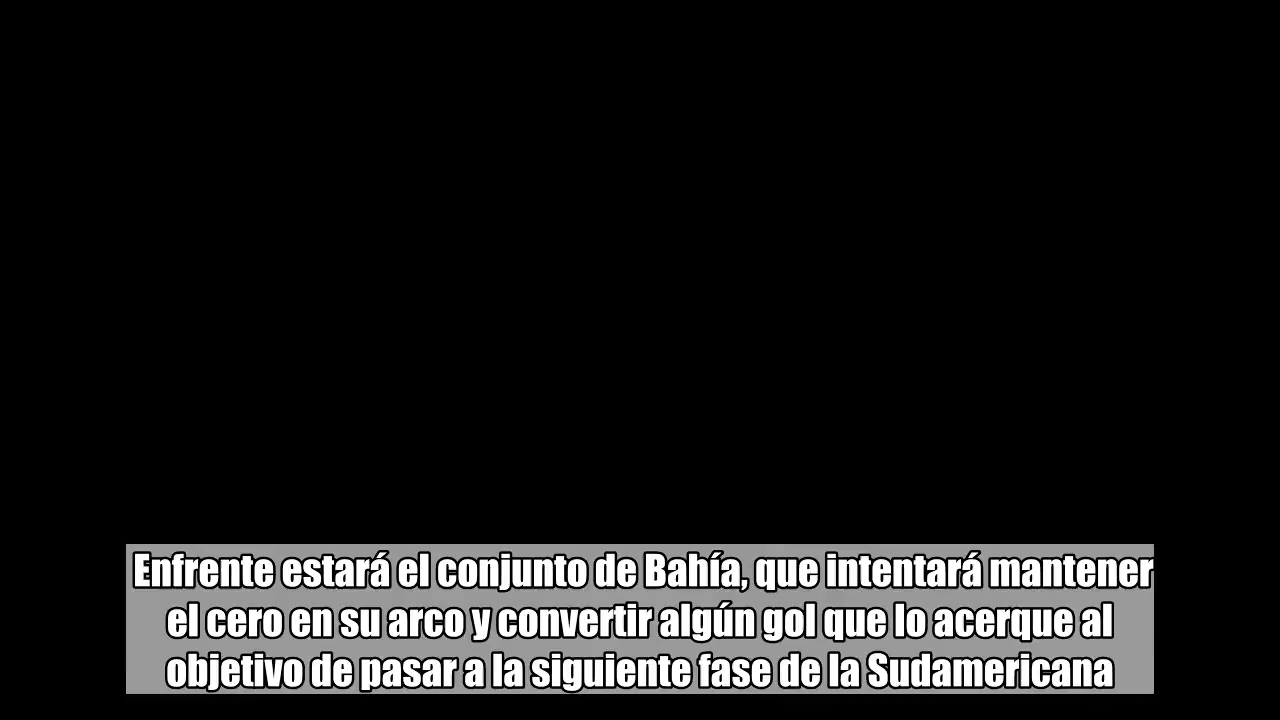 Enfrente estará el conjunto de Bahía, que intentará mantener
el cero en su arco y convertir algún gol que lo acerque al
objetivo de pasar a la siguiente fase de la Sudamericana